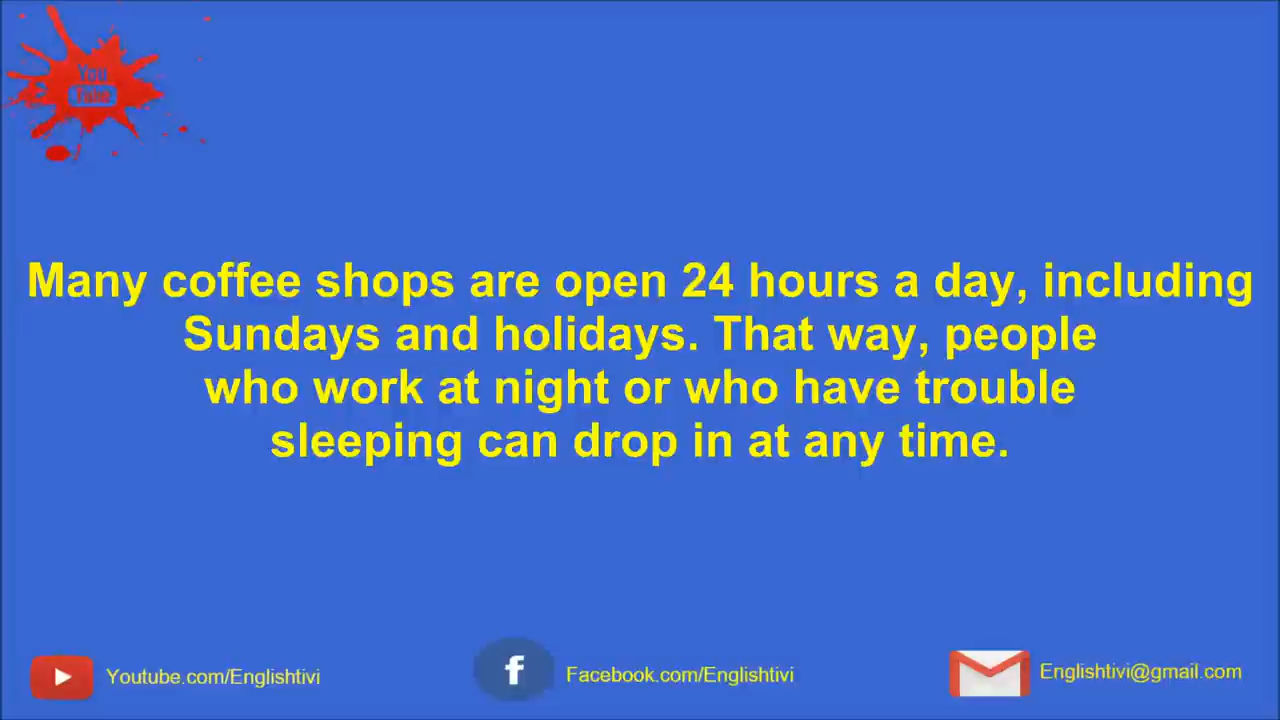 You
Tube
Many coffee shops are open 24 hours a day, including
Sundays and holidays. That way, people
who work at night or who have trouble
sleeping can drop in at any time.
Youtube.com/Englishtivi
f
Facebook.com/Englishtivi
Englishtivi@gmail.com